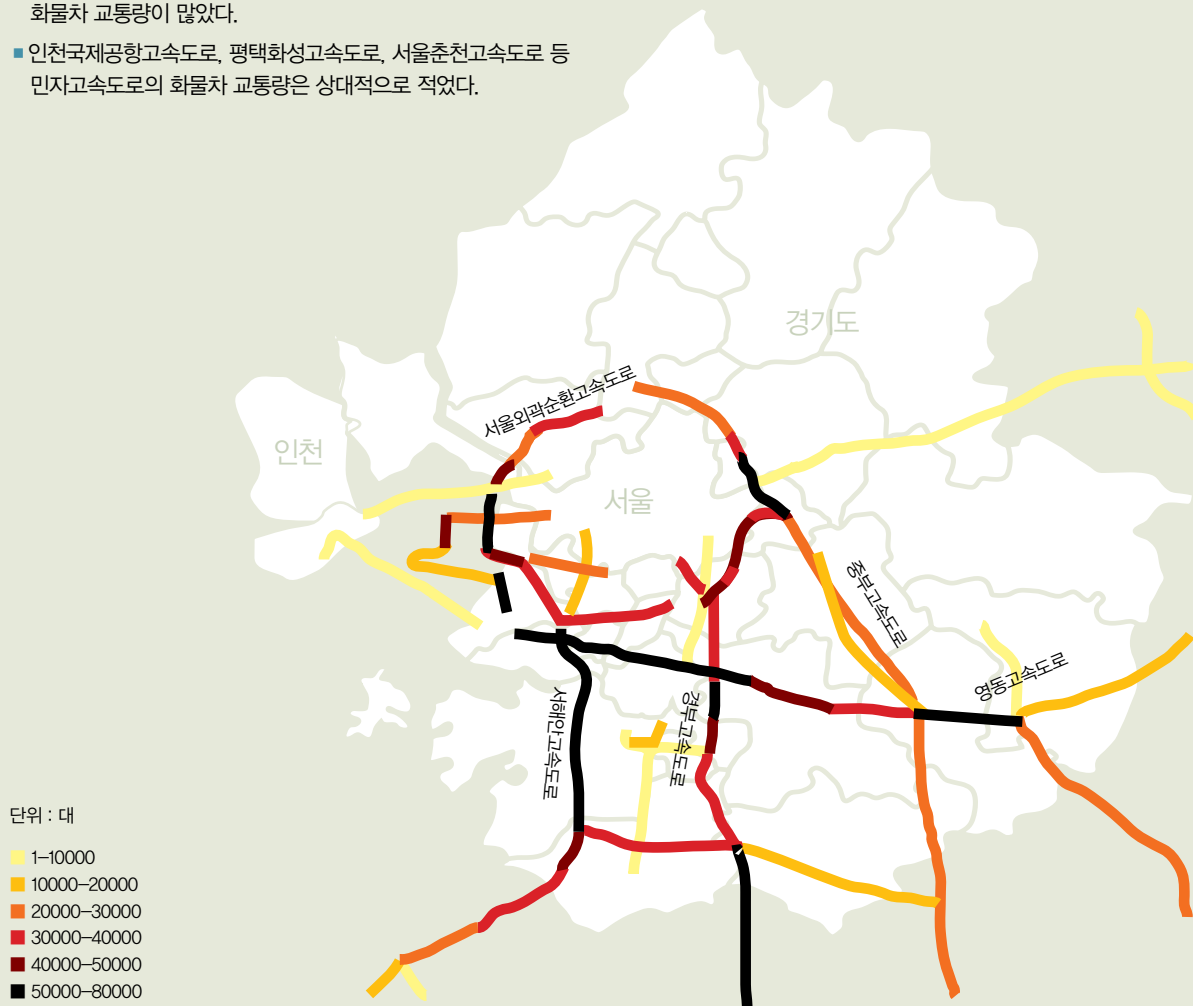 화물차 교통량이 많았다.
■ 인천국제공항고속도로, 평택화성고속도로, 서울춘천고속도로 등
민자고속도로의 화물차 교통량은 상대적으로 적었다.
경기도
서울외곽순환고속도로
인천
서울
중부고속도로
영동고속도로
서해안고속도로
경부고속도로
단위 : 대
1–10000
10000–20000
20000–30000
30000–40000
40000–50000
50000–80000